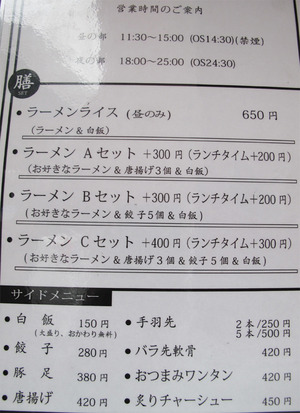 営業時間のご案内
昼の部 11:30〜15:00 (OS14:30)(禁煙)
夜の部 18:00〜25:00 (OS24:30)
膳
SET
• ラーメンライス (昼のみ) 650円
(ラーメン&白飯)
• ラーメン Aセット +300円(ランチタイム+200円)
(お好きなラーメン&唐揚げ3個&白飯)
• ラーメン Bセット +300円(ランチタイム+200円)
(お好きなラーメン&餃子5個&白飯)
• ラーメン Cセット +400円(ランチタイム+300円)
(お好きなラーメン&唐揚げ3個&餃子5個&白飯)
サイドメニュー
• 白飯 150円
(大盛り、おかわり無料)
• 餃子 280円
• 豚足 380円
• 唐揚げ 420円
• 手羽先 2本/250円
5本/500円
• バラ先軟骨 420円
• おつまみワンタン 420円
• 炙りチャーシュー 450円